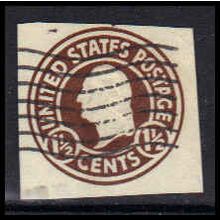 UNITED STATES POSTAGE
1½ CENTS 1½